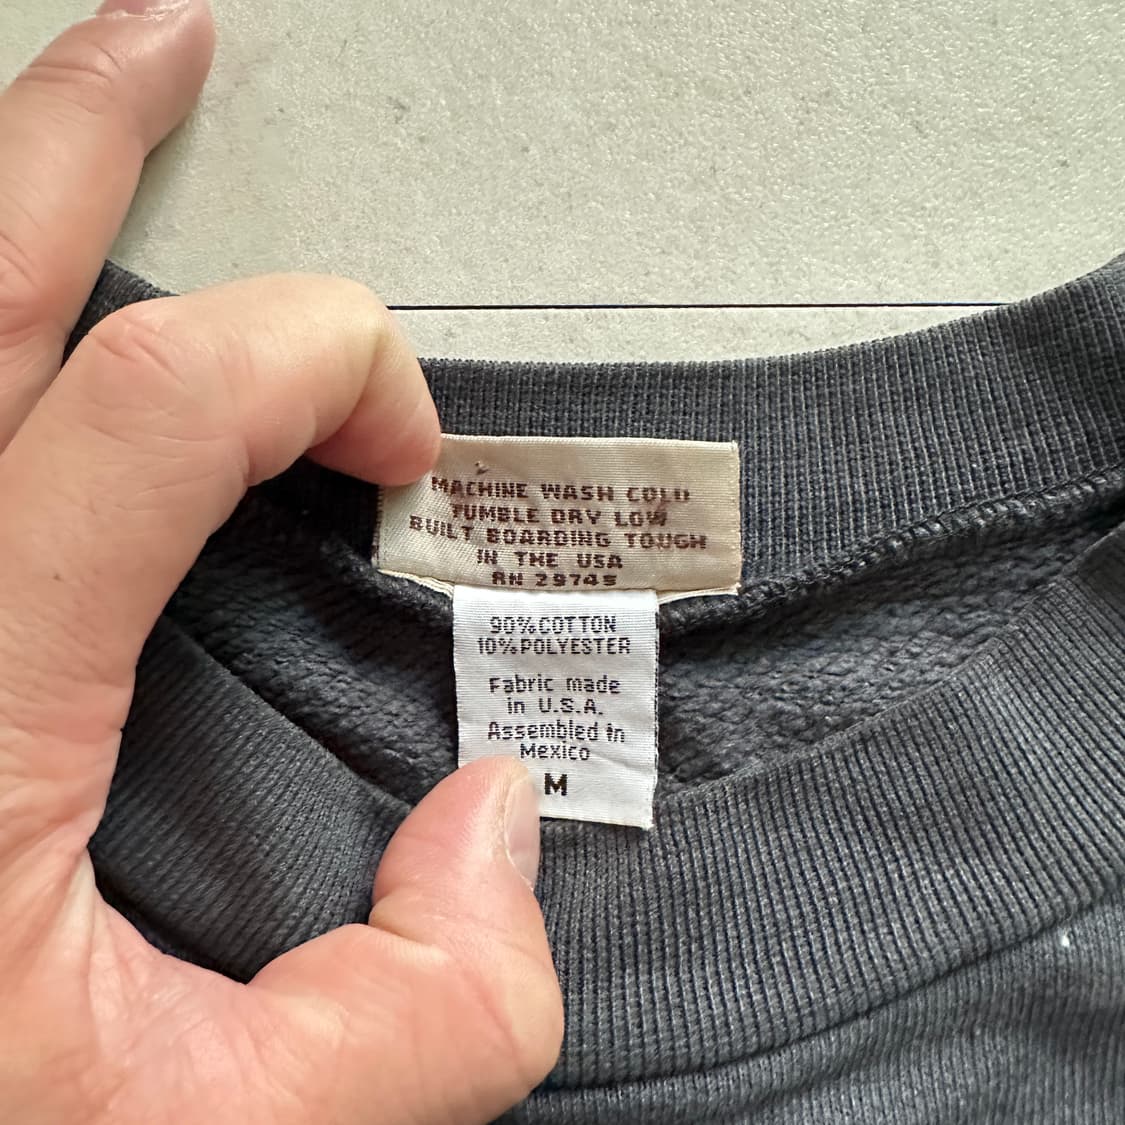 MACHINE WASH COLD
TUMBLE DRY LOW
BUILT BOARDING TOUGH
IN THE USA
RN 29745
90%COTTON
10%POLYESTER
Fabric made
in U.S.A.
Assembled in
Mexico
M